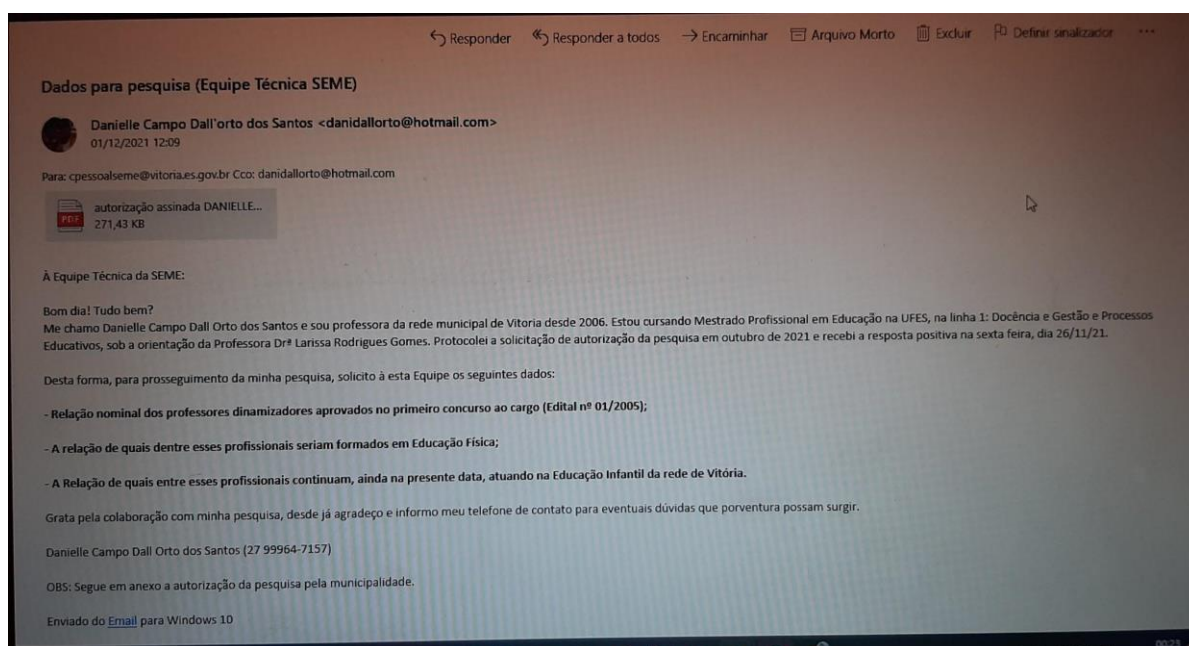 Responder Responder a todos Encaminhar Arquivo Morto Excluir Definir sinalizador ...
Dados para pesquisa (Equipe Técnica SEME)
Danielle Campo Dall'orto dos Santos <danidallorto@hotmail.com>
01/12/2021 12:09
Para: cpessoalseme@vitoria.es.gov.br Cco: danidallorto@hotmail.com
autorização assinada DANIELLE...
PDF
271,43 KB
À Equipe Técnica da SEME:
Bom dia! Tudo bem?
Me chamo Danielle Campo Dall Orto dos Santos e sou professora da rede municipal de Vitoria desde 2006. Estou cursando Mestrado Profissional em Educação na UFES, na linha 1: Docência e Gestão e Processos
Educativos, sob a orientação da Professora Drª Larissa Rodrigues Gomes. Protocolei a solicitação de autorização da pesquisa em outubro de 2021 e recebi a resposta positiva na sexta feira, dia 26/11/21.
Desta forma, para prosseguimento da minha pesquisa, solicito à esta Equipe os seguintes dados:
- Relação nominal dos professores dinamizadores aprovados no primeiro concurso ao cargo (Edital nº 01/2005);
- A relação de quais dentre esses profissionais seriam formados em Educação Física;
- A Relação de quais entre esses profissionais continuam, ainda na presente data, atuando na Educação Infantil da rede de Vitória.
Grata pela colaboração com minha pesquisa, desde já agradeço e informo meu telefone de contato para eventuais dúvidas que porventura possam surgir.
Danielle Campo Dall Orto dos Santos (27 99964-7157)
OBS: Segue em anexo a autorização da pesquisa pela municipalidade.
Enviado do Email para Windows 10
00:23